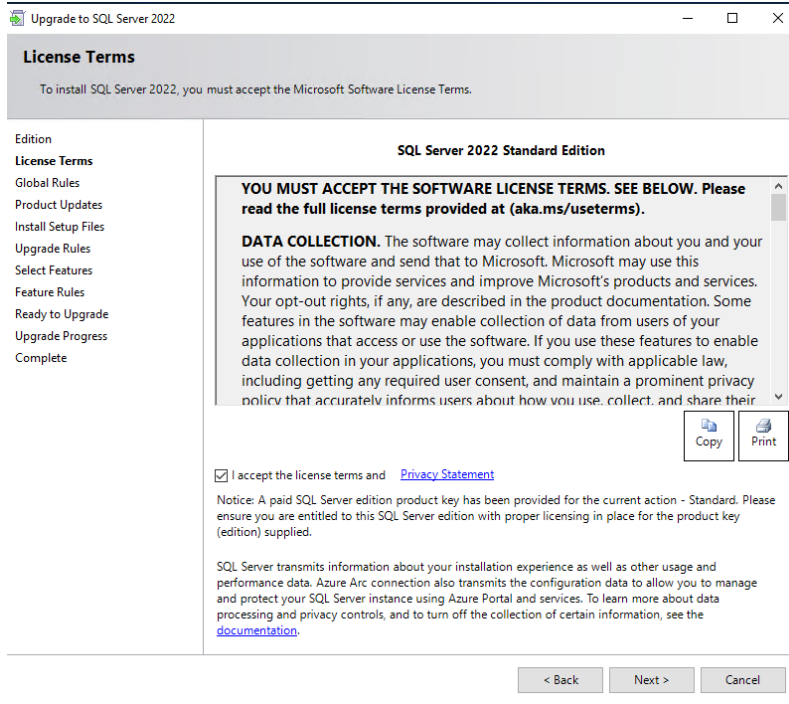 Upgrade to SQL Server 2022
License Terms
To install SQL Server 2022, you must accept the Microsoft Software License Terms.
Edition
License Terms
Global Rules
Product Updates
Install Setup Files
Upgrade Rules
Select Features
Feature Rules
Ready to Upgrade
Upgrade Progress
Complete
SQL Server 2022 Standard Edition
YOU MUST ACCEPT THE SOFTWARE LICENSE TERMS. SEE BELOW. Please
read the full license terms provided at (aka.ms/useterms).
DATA COLLECTION. The software may collect information about you and your
use of the software and send that to Microsoft. Microsoft may use this
information to provide services and improve Microsoft's products and services.
Your opt-out rights, if any, are described in the product documentation. Some
features in the software may enable collection of data from users of your
applications that access or use the software. If you use these features to enable
data collection in your applications, you must comply with applicable law,
including getting any required user consent, and maintain a prominent privacy
policy that accurately informs users about how you use, collect, and share their
Copy
Print
I accept the license terms and Privacy Statement
Notice: A paid SQL Server edition product key has been provided for the current action - Standard. Please
ensure you are entitled to this SQL Server edition with proper licensing in place for the product key
(edition) supplied.
SQL Server transmits information about your installation experience as well as other usage and
performance data. Azure Arc connection also transmits the configuration data to allow you to manage
and protect your SQL Server instance using Azure Portal and services. To learn more about data
processing and privacy controls, and to turn off the collection of certain information, see the
documentation.
< Back
Next >
Cancel